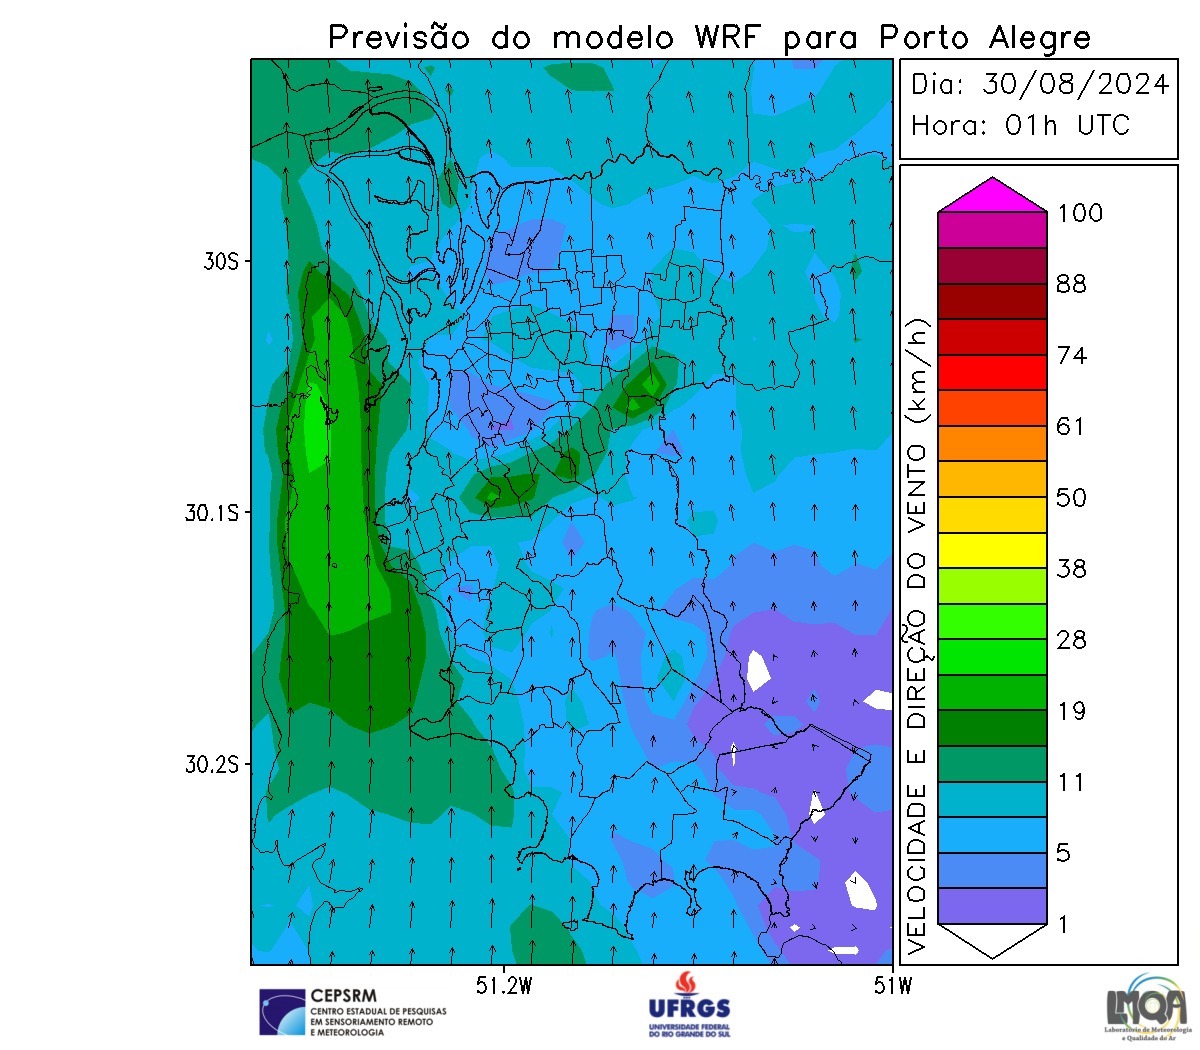 Previsão do modelo WRF para Porto Alegre
Dia: 30/08/2024
Hora: 01h UTC
30S
30.1S
30.2S
51.2W
51W
VELOCIDADE E DIREÇÃO DO VENTO (km/h)
100
88
74
61
50
38
28
19
11
5
1
CEPSRM
CENTRO ESTADUAL DE PESQUISAS
EM SENSORIAMENTO REMOTO
E METEOROLOGIA
UFRGS
UNIVERSIDADE FEDERAL
DO RIO GRANDE DO SUL
LMQA
Laboratório de Meteorologia
e Qualidade do Ar